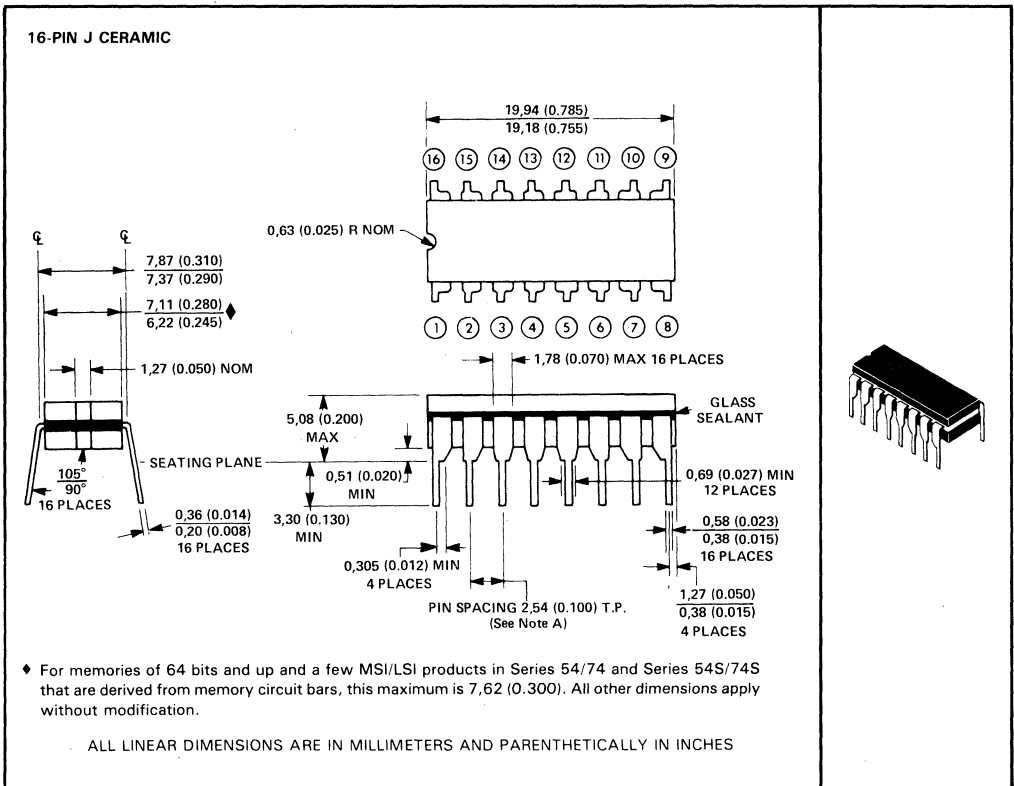 16-PIN J CERAMIC
19,94 (0.785)
19,18 (0.755)
16 15 14 13 12 11 10 9
0,63 (0.025) R NOM
℄ ℄
7,87 (0.310)
7,37 (0.290)
7,11 (0.280) ♦
6,22 (0.245)
1 2 3 4 5 6 7 8
1,27 (0.050) NOM
1,78 (0.070) MAX 16 PLACES
5,08 (0.200)
MAX
GLASS
SEALANT
SEATING PLANE
105°
90°
16 PLACES
0,51 (0.020)
MIN
0,69 (0.027) MIN
12 PLACES
3,30 (0.130)
MIN
0,36 (0.014)
0,20 (0.008)
16 PLACES
0,58 (0.023)
0,38 (0.015)
16 PLACES
0,305 (0.012) MIN
4 PLACES
PIN SPACING 2,54 (0.100) T.P.
(See Note A)
1,27 (0.050)
0,38 (0.015)
4 PLACES
♦ For memories of 64 bits and up and a few MSI/LSI products in Series 54/74 and Series 54S/74S
that are derived from memory circuit bars, this maximum is 7,62 (0.300). All other dimensions apply
without modification.
ALL LINEAR DIMENSIONS ARE IN MILLIMETERS AND PARENTHETICALLY IN INCHES